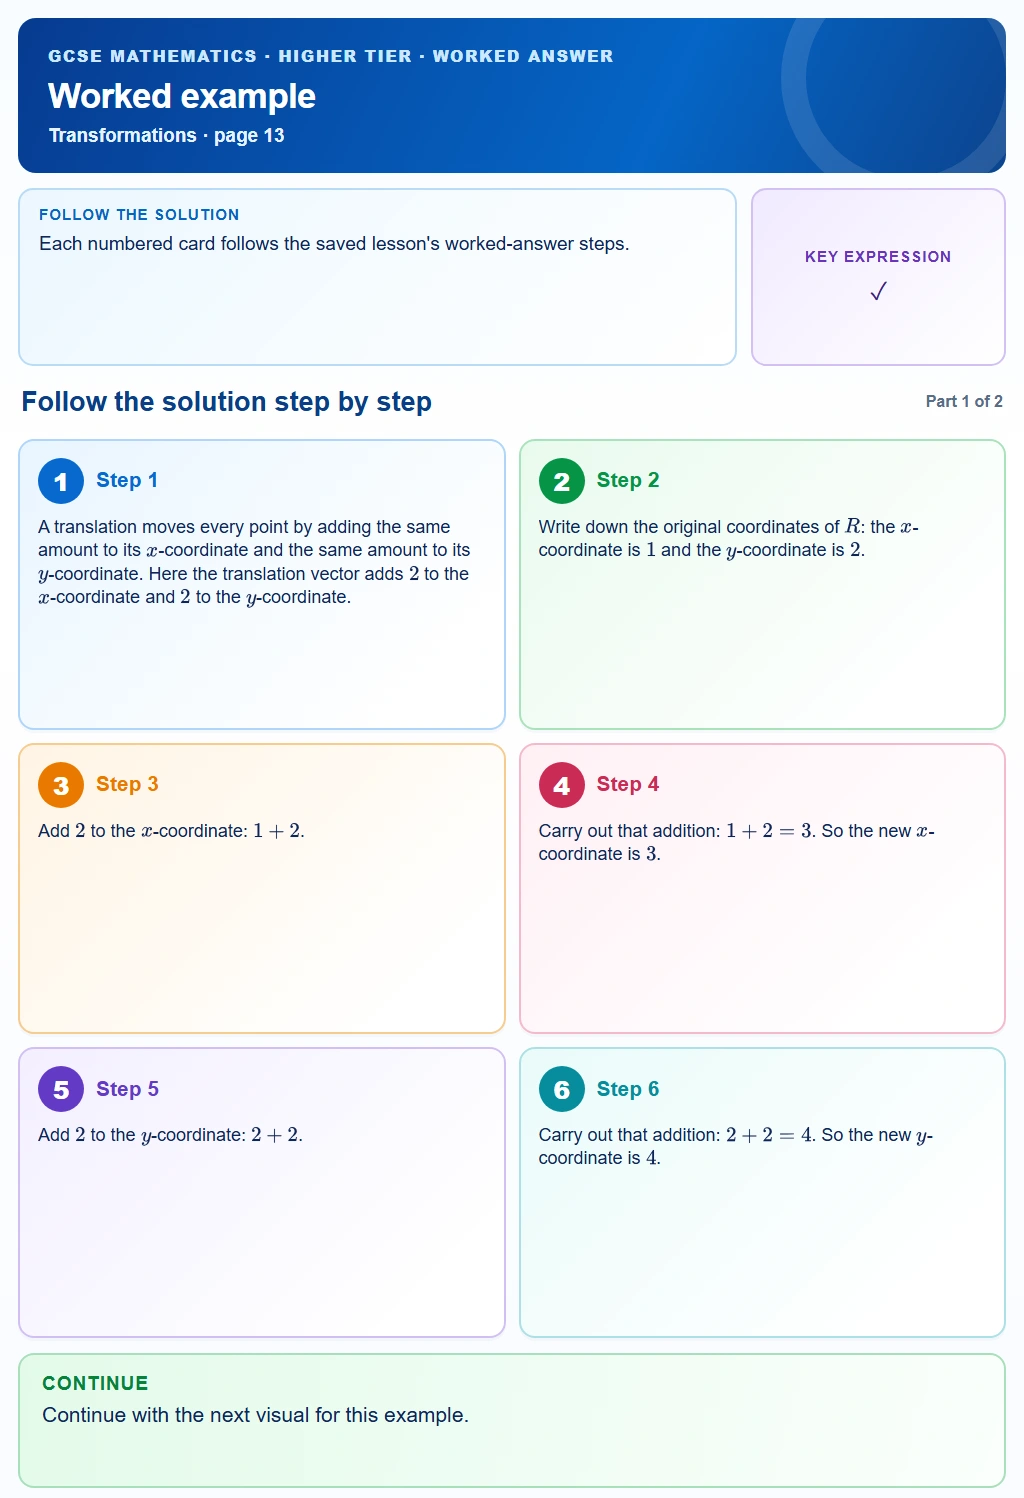 GCSE MATHEMATICS · HIGHER TIER · WORKED ANSWER
Worked example
Transformations · page 13
FOLLOW THE SOLUTION
Each numbered card follows the saved lesson's worked-answer steps.
KEY EXPRESSION
✓
Follow the solution step by step
Part 1 of 2
1 Step 1
A translation moves every point by adding the same
amount to its x-coordinate and the same amount to its
y-coordinate. Here the translation vector adds 2 to the
x-coordinate and 2 to the y-coordinate.
2 Step 2
Write down the original coordinates of R: the x-
coordinate is 1 and the y-coordinate is 2.
3 Step 3
Add 2 to the x-coordinate: 1 + 2.
4 Step 4
Carry out that addition: 1 + 2 = 3. So the new x-
coordinate is 3.
5 Step 5
Add 2 to the y-coordinate: 2 + 2.
6 Step 6
Carry out that addition: 2 + 2 = 4. So the new y-
coordinate is 4.
CONTINUE
Continue with the next visual for this example.